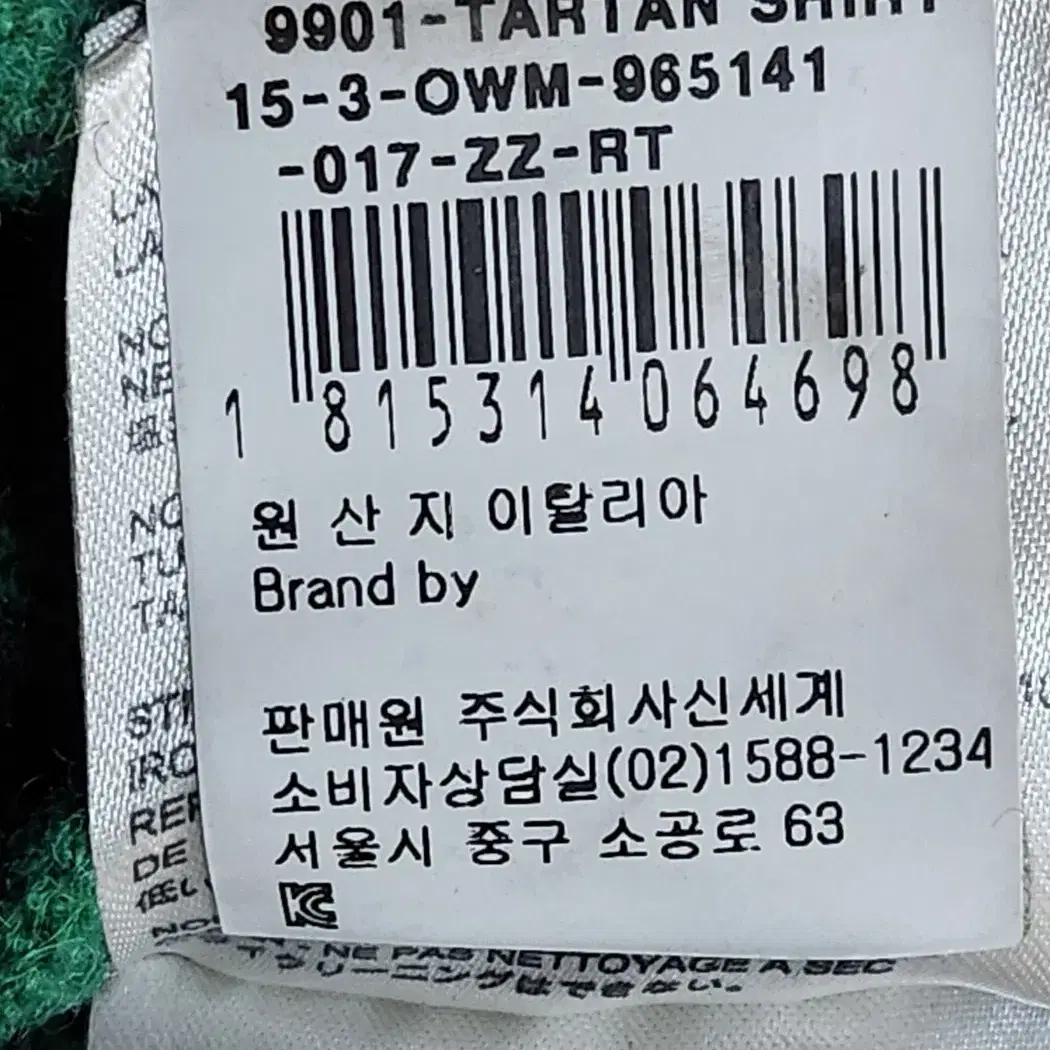 9901-TARTAN SHIRT
15-3-OWM-965141
-017-ZZ-RT
1 815314 064698
원 산 지 이탈리아
Brand by
판매원 주식회사신세계
소비자상담실(02)1588-1234
서울시 중구 소공로 63
KC
DE
NE PAS NETTOYAGE A SEC